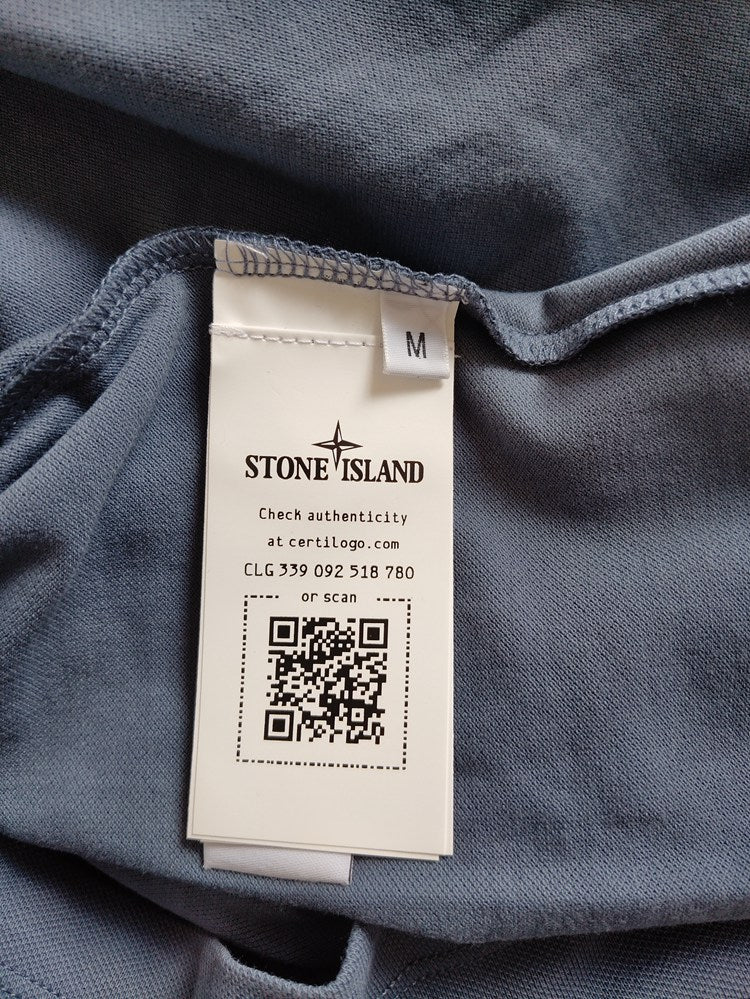 M
STONE ISLAND
Check authenticity
at certilogo.com
CLG 339 092 518 780
or scan